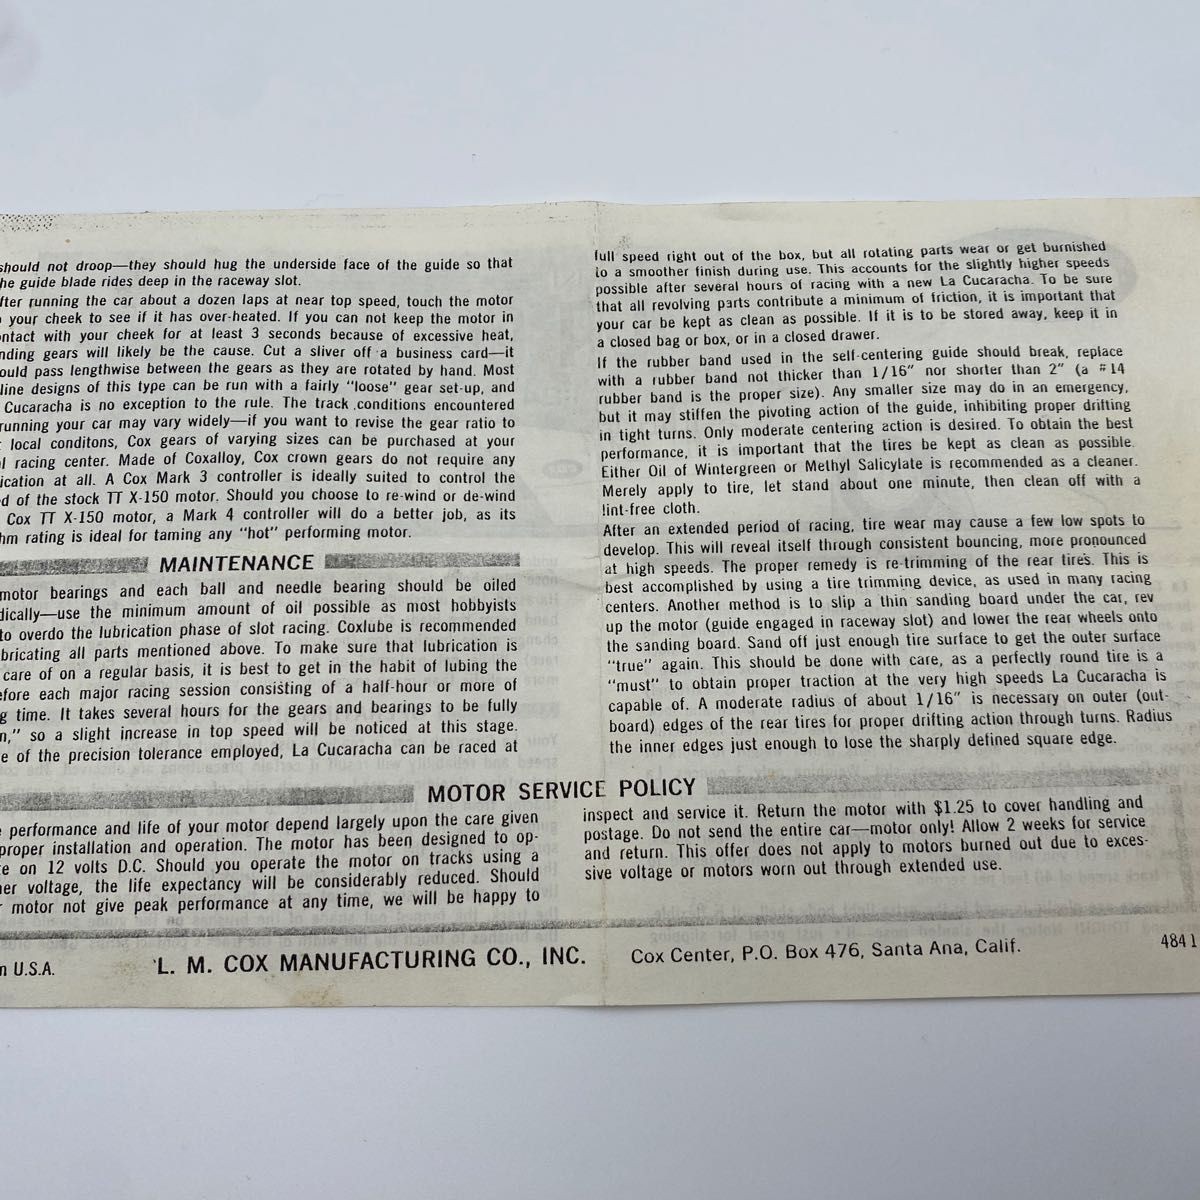 should not droop—they should hug the underside face of the guide so that
he guide blade rides deep in the raceway slot.
fter running the car about a dozen laps at near top speed, touch the motor
your cheek to see if it has over-heated. If you can not keep the motor in
ontact with your cheek for at least 3 seconds because of excessive heat,
nding gears will likely be the cause. Cut a sliver off a business card—it
ould pass lengthwise between the gears as they are rotated by hand. Most
line designs of this type can be run with a fairly "loose" gear set-up, and
Cucaracha is no exception to the rule. The track conditions encountered
running your car may vary widely—if you want to revise the gear ratio to
local conditons, Cox gears of varying sizes can be purchased at your
l racing center. Made of Coxalloy, Cox crown gears do not require any
ication at all. A Cox Mark 3 controller is ideally suited to control the
d of the stock TT X-150 motor. Should you choose to re-wind or de-wind
Cox TT X-150 motor, a Mark 4 controller will do a better job, as its
hm rating is ideal for taming any "hot" performing motor.
MAINTENANCE
motor bearings and each ball and needle bearing should be oiled
dically—use the minimum amount of oil possible as most hobbyists
to overdo the lubrication phase of slot racing. Coxlube is recommended
bricating all parts mentioned above. To make sure that lubrication is
care of on a regular basis, it is best to get in the habit of lubing the
efore each major racing session consisting of a half-hour or more of
g time. It takes several hours for the gears and bearings to be fully
n," so a slight increase in top speed will be noticed at this stage.
e of the precision tolerance employed, La Cucaracha can be raced at
full speed right out of the box, but all rotating parts wear or get burnished
to a smoother finish during use. This accounts for the slightly higher speeds
possible after several hours of racing with a new La Cucaracha. To be sure
that all revolving parts contribute a minimum of friction, it is important that
your car be kept as clean as possible. If it is to be stored away, keep it in
a closed bag or box, or in a closed drawer.
If the rubber band used in the self-centering guide should break, replace
with a rubber band not thicker than 1/16" nor shorter than 2" (a #14
rubber band is the proper size). Any smaller size may do in an emergency,
but it may stiffen the pivoting action of the guide, inhibiting proper drifting
in tight turns. Only moderate centering action is desired. To obtain the best
performance, it is important that the tires be kept as clean as possible.
Either Oil of Wintergreen or Methyl Salicylate is recommended as a cleaner.
Merely apply to tire, let stand about one minute, then clean off with a
lint-free cloth.
After an extended period of racing, tire wear may cause a few low spots to
develop. This will reveal itself through consistent bouncing, more pronounced
at high speeds. The proper remedy is re-trimming of the rear tires. This is
best accomplished by using a tire trimming device, as used in many racing
centers. Another method is to slip a thin sanding board under the car, rev
up the motor (guide engaged in raceway slot) and lower the rear wheels onto
the sanding board. Sand off just enough tire surface to get the outer surface
"true" again. This should be done with care, as a perfectly round tire is a
"must" to obtain proper traction at the very high speeds La Cucaracha is
capable of. A moderate radius of about 1/16" is necessary on outer (out-
board) edges of the rear tires for proper drifting action through turns. Radius
the inner edges just enough to lose the sharply defined square edge.
MOTOR SERVICE POLICY
performance and life of your motor depend largely upon the care given
proper installation and operation. The motor has been designed to op-
e on 12 volts D.C. Should you operate the motor on tracks using a
er voltage, the life expectancy will be considerably reduced. Should
motor not give peak performance at any time, we will be happy to
inspect and service it. Return the motor with $1.25 to cover handling and
postage. Do not send the entire car—motor only! Allow 2 weeks for service
and return. This offer does not apply to motors burned out due to exces-
sive voltage or motors worn out through extended use.
n U.S.A.
L. M. COX MANUFACTURING CO., INC.
Cox Center, P.O. Box 476, Santa Ana, Calif.
4841